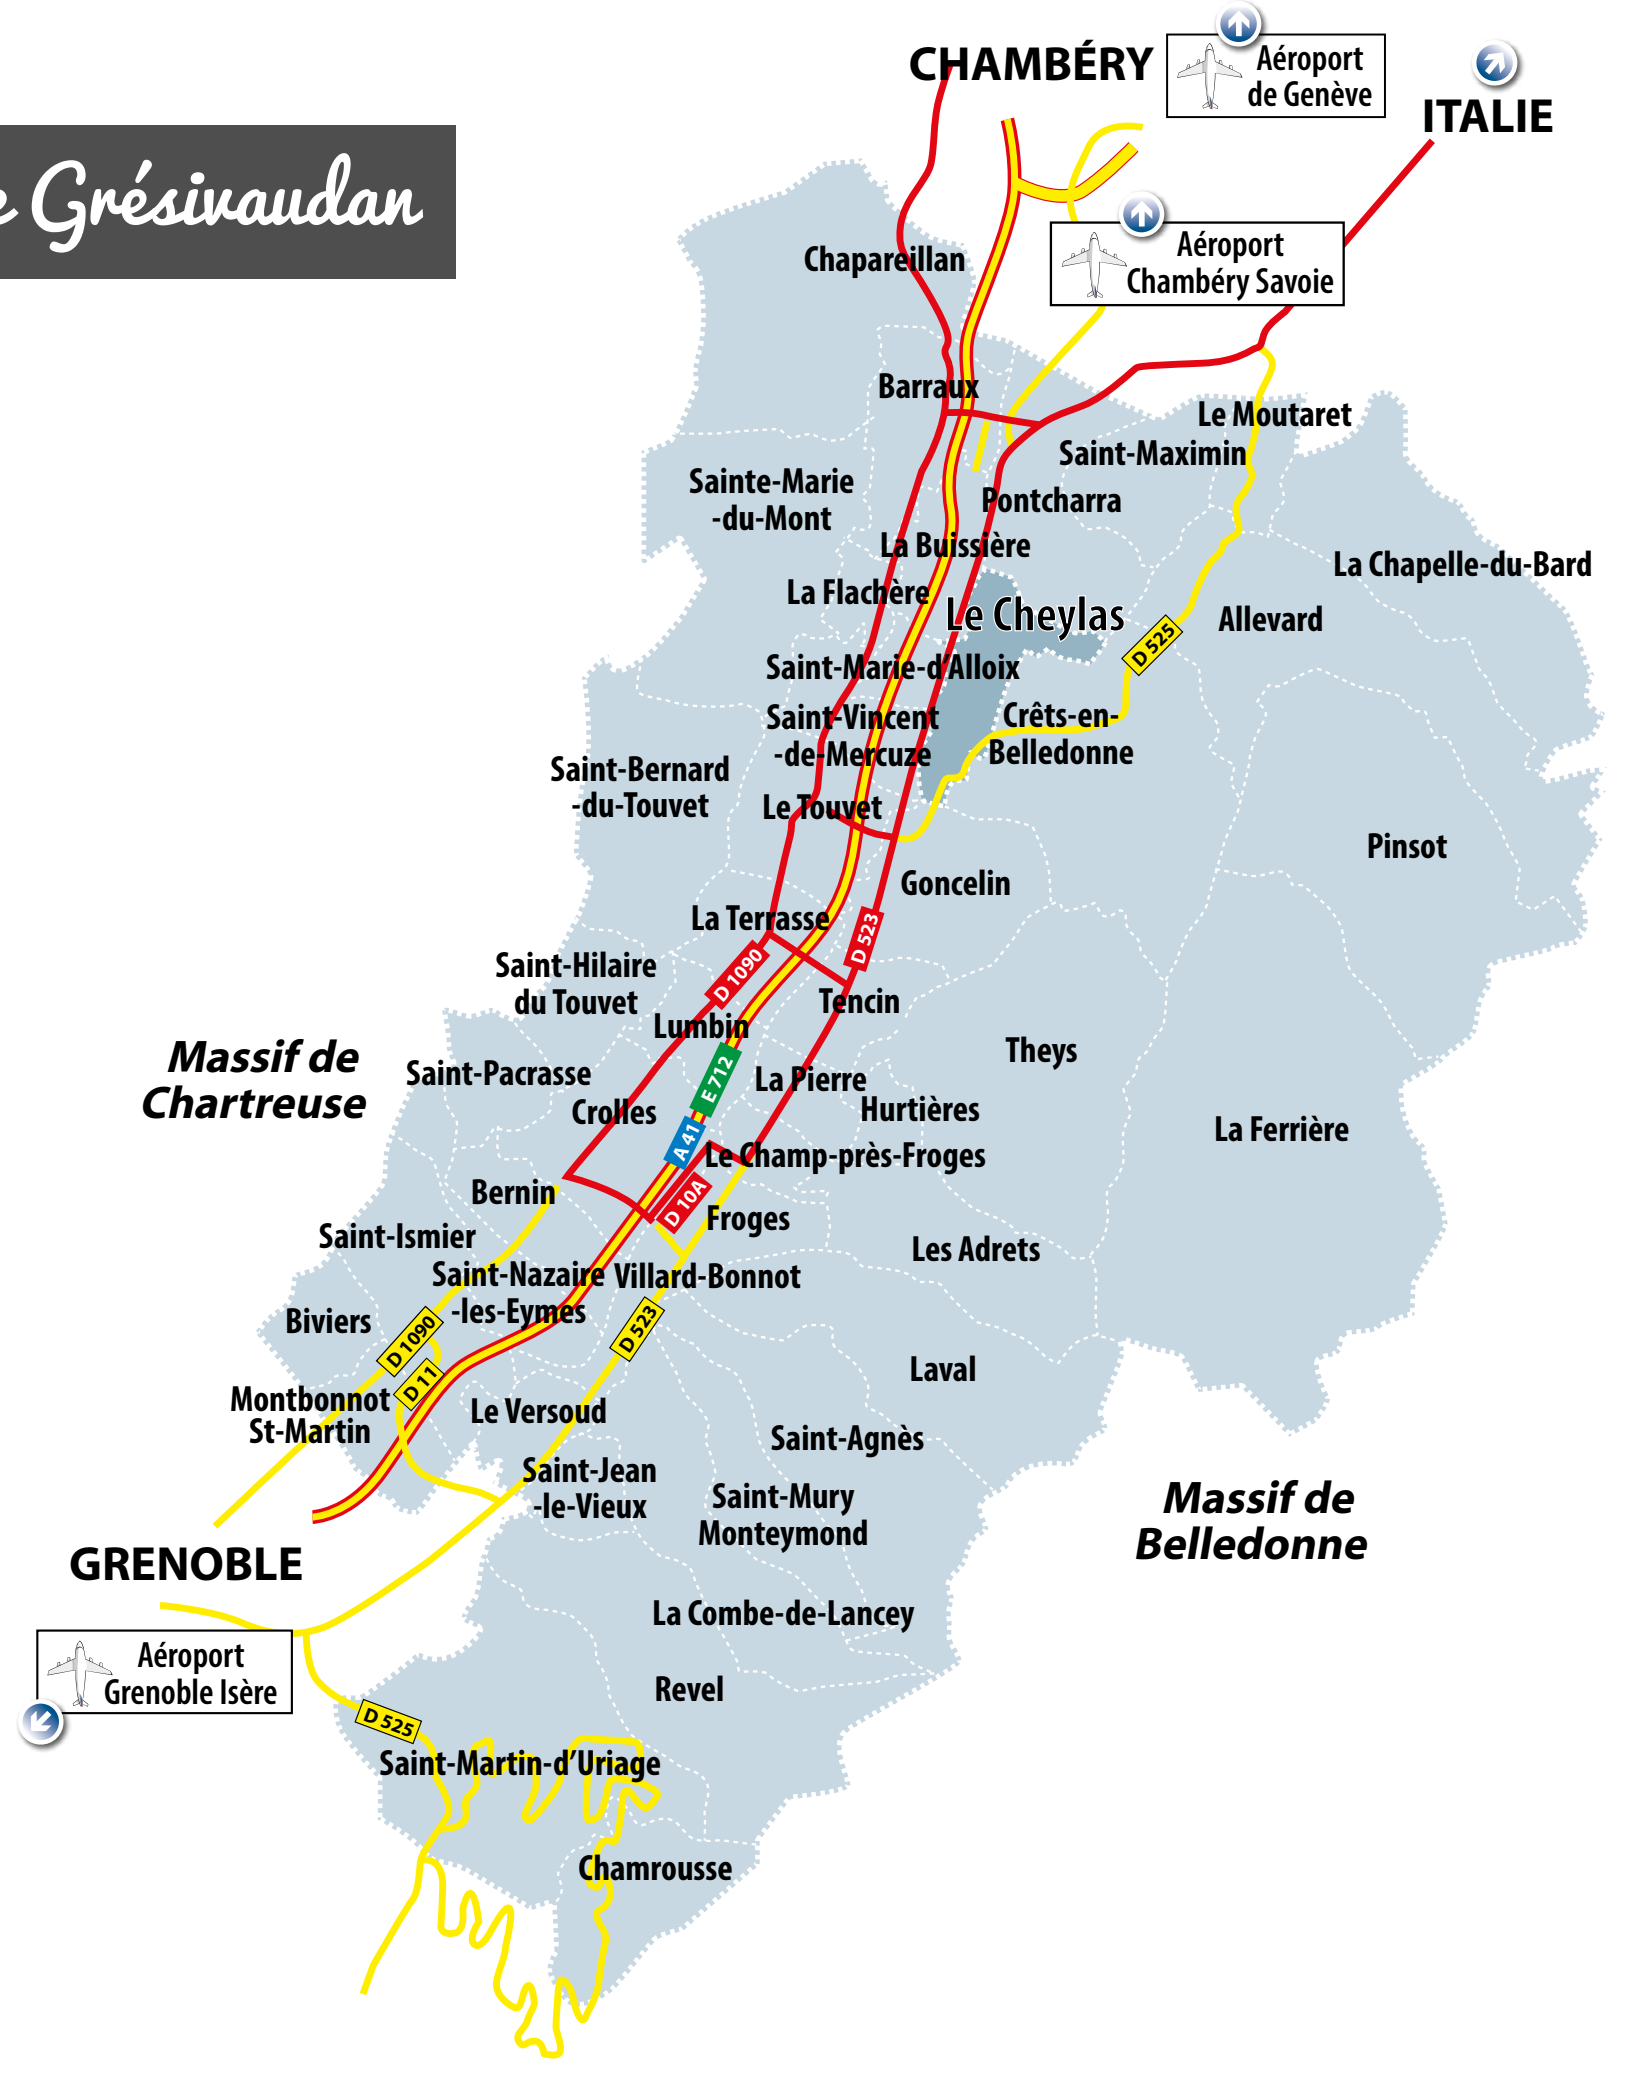 CHAMBÉRY
Aéroport
de Genève
ITALIE
e Grésivaudan
Aéroport
Chambéry Savoie
Chapareillan
Barraux
Le Moutaret
Saint-Maximin
Sainte-Marie
-du-Mont
Pontcharra
La Buissière
La Chapelle-du-Bard
La Flachère
Le Cheylas
Allevard
D 525
Saint-Marie-d'Alloix
Saint-Vincent
-de-Mercuze
Crêts-en-
Belledonne
Saint-Bernard
-du-Touvet
Le Touvet
Pinsot
Goncelin
La Terrasse
D 523
Saint-Hilaire
du Touvet
D 1090
Tencin
Lumbin
Massif de
Chartreuse
Theys
Saint-Pacrasse
E 712
La Pierre
Crolles
Hurtières
La Ferrière
A 41
Le Champ-près-Froges
Bernin
D 10A
Froges
Saint-Ismier
Les Adrets
Saint-Nazaire
-les-Eymes
Villard-Bonnot
Biviers
D 1090
D 523
D 11
Laval
Montbonnot
St-Martin
Le Versoud
Saint-Agnès
Saint-Jean
-le-Vieux
Saint-Mury
Monteymond
Massif de
Belledonne
GRENOBLE
La Combe-de-Lancey
Aéroport
Grenoble Isère
Revel
D 525
Saint-Martin-d'Uriage
Chamrousse